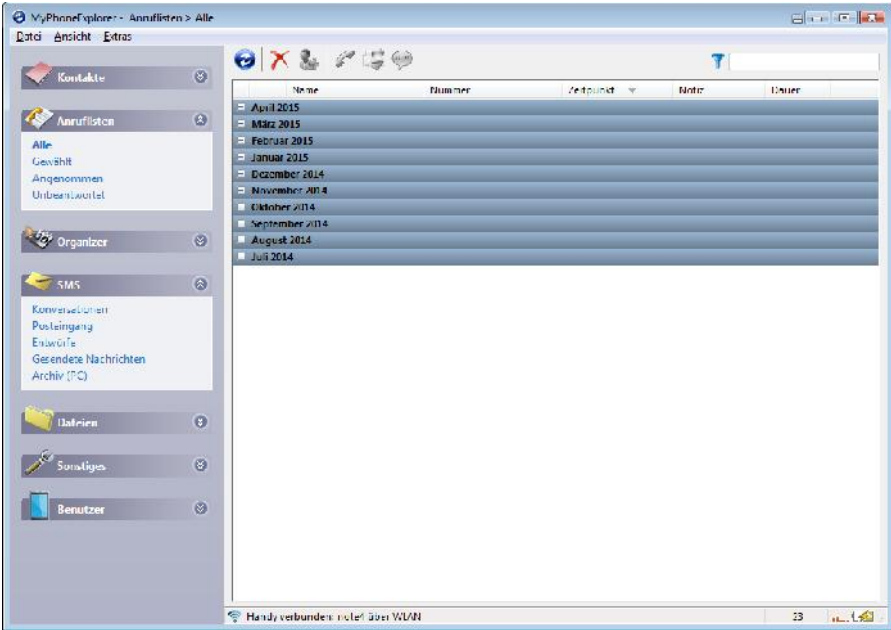 MyPhoneExplorer - Anruflisten > Alle
Datei Ansicht Extras
Kontakte
Anruflisten
Alle
Gewählt
Angenommen
Unbeantwortet
Organizer
SMS
Konversationen
Posteingang
Entwürfe
Gesendete Nachrichten
Archiv (PC)
Dateien
Sonstiges
Benutzer
Name Nummer Zeitpunkt Notiz Dauer
April 2015
März 2015
Februar 2015
Januar 2015
Dezember 2014
November 2014
Oktober 2014
September 2014
August 2014
Juli 2014
Handy verbunden: note4 über WLAN
23